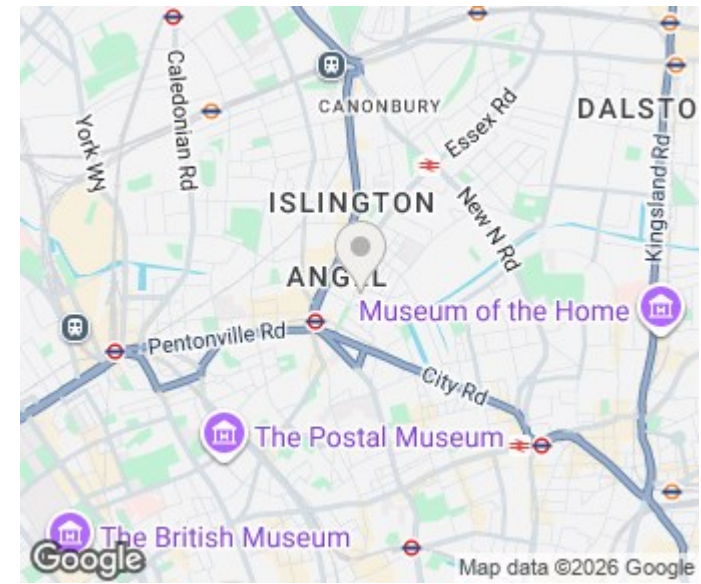 Caledonian Rd
York WY
CANONBURY
Essex Rd
DALSTO
Kingsland Rd
ISLINGTON
New N Rd
ANGEL
Museum of the Home
Pentonville Rd
City Rd
The Postal Museum
The British Museum
Google
Map data ©2026 Google